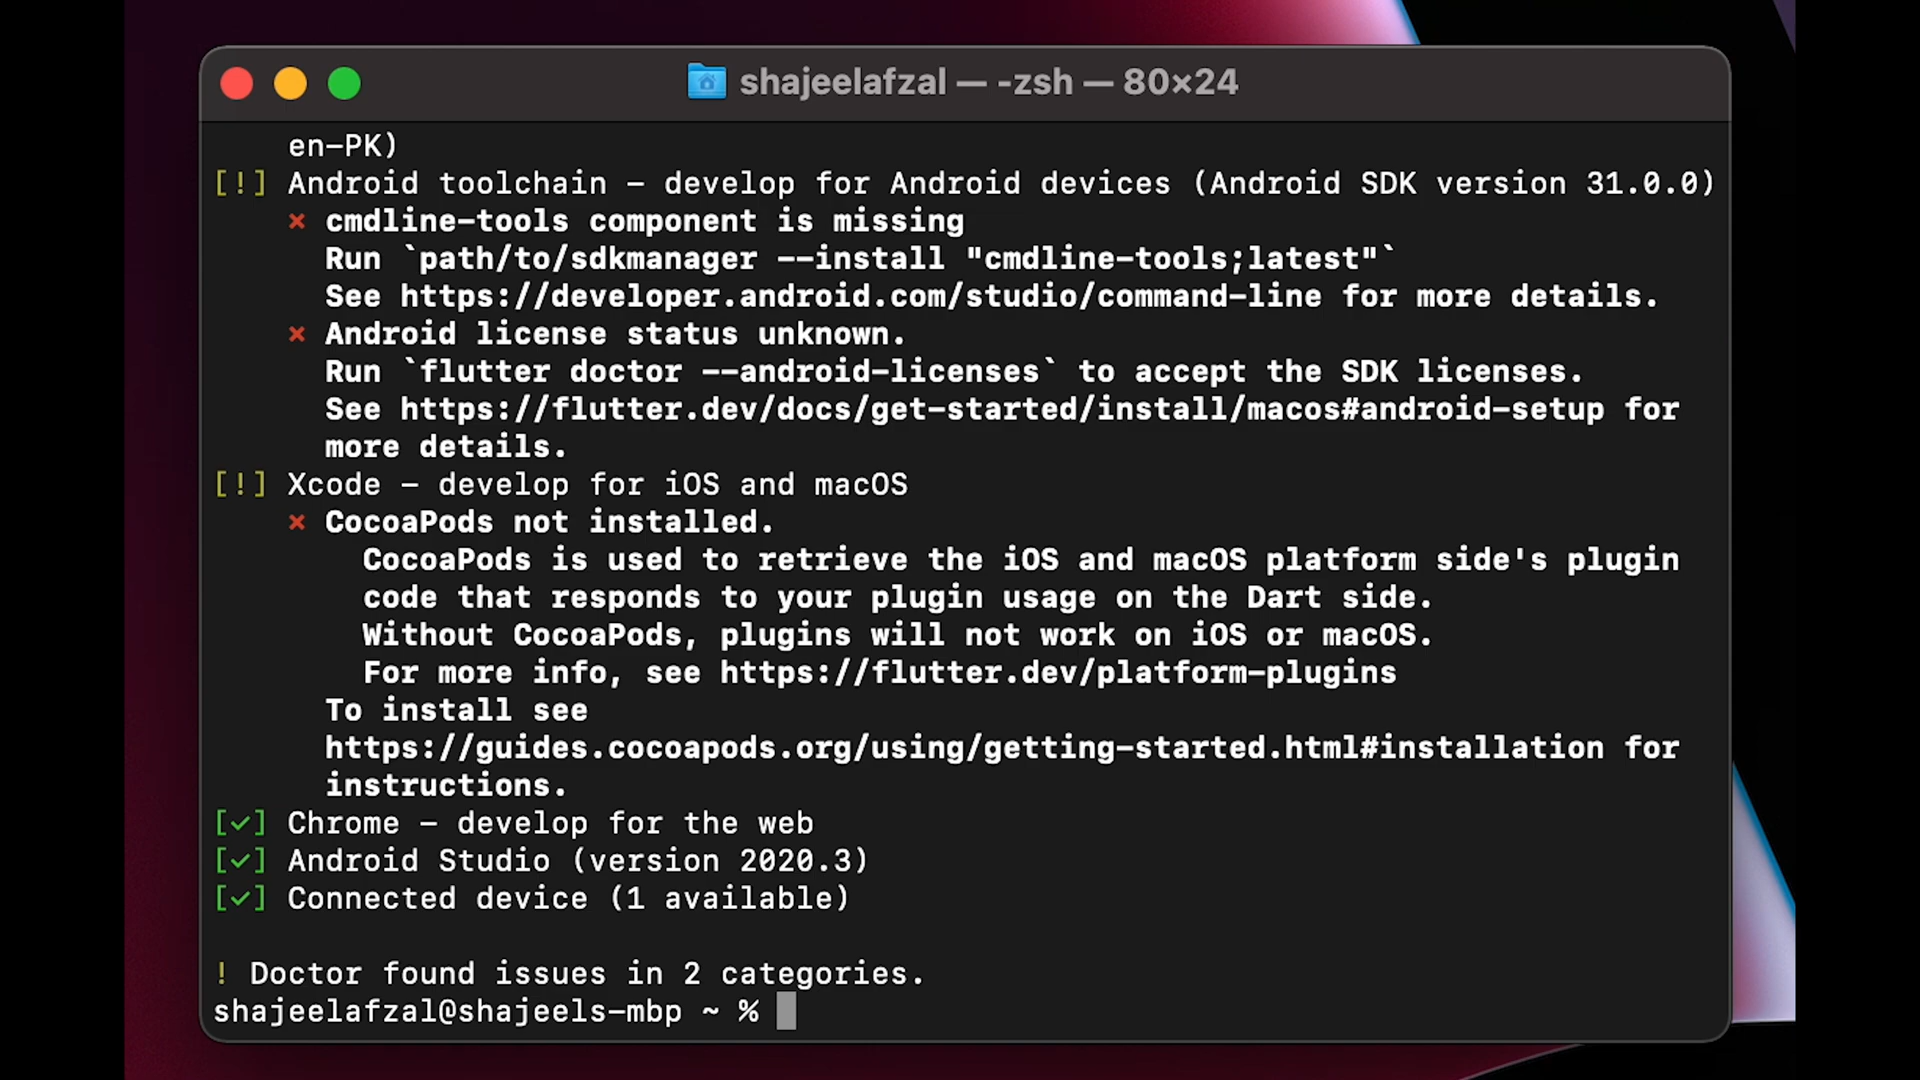 shajeelafzal — -zsh — 80×24
en-PK)
[!] Android toolchain - develop for Android devices (Android SDK version 31.0.0)
✗ cmdline-tools component is missing
Run `path/to/sdkmanager --install "cmdline-tools;latest"`
See https://developer.android.com/studio/command-line for more details.
✗ Android license status unknown.
Run `flutter doctor --android-licenses` to accept the SDK licenses.
See https://flutter.dev/docs/get-started/install/macos#android-setup for
more details.
[!] Xcode - develop for iOS and macOS
✗ CocoaPods not installed.
CocoaPods is used to retrieve the iOS and macOS platform side's plugin
code that responds to your plugin usage on the Dart side.
Without CocoaPods, plugins will not work on iOS or macOS.
For more info, see https://flutter.dev/platform-plugins
To install see
https://guides.cocoapods.org/using/getting-started.html#installation for
instructions.
[✓] Chrome - develop for the web
[✓] Android Studio (version 2020.3)
[✓] Connected device (1 available)
! Doctor found issues in 2 categories.
shajeelafzal@shajeels-mbp ~ %